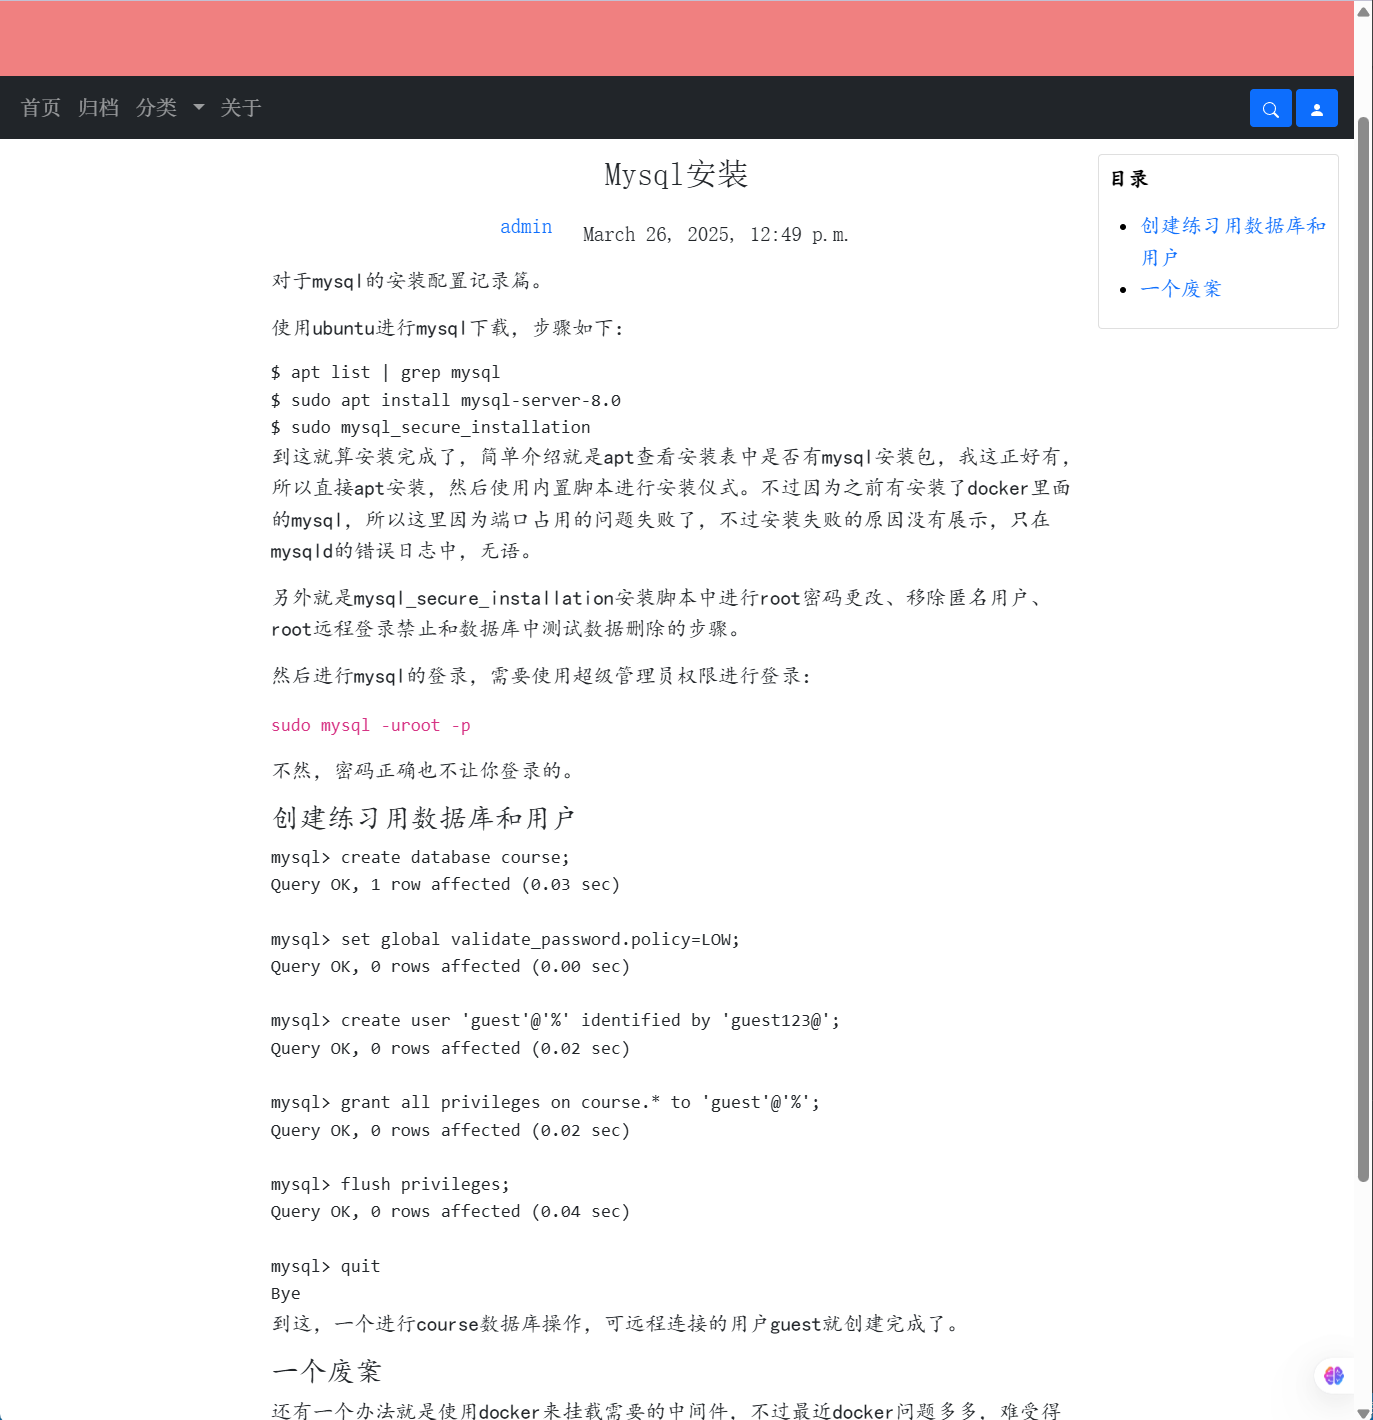 首页 归档 分类 关于
Mysql安装
admin March 26, 2025, 12:49 p.m.
对于mysql的安装配置记录篇。
使用ubuntu进行mysql下载，步骤如下：
$ apt list | grep mysql
$ sudo apt install mysql-server-8.0
$ sudo mysql_secure_installation
到这就算安装完成了，简单介绍就是apt查看安装表中是否有mysql安装包，我这正好有，
所以直接apt安装，然后使用内置脚本进行安装仪式。不过因为之前有安装了docker里面
的mysql，所以这里因为端口占用的问题失败了，不过安装失败的原因没有展示，只在
mysqld的错误日志中，无语。
另外就是mysql_secure_installation安装脚本中进行root密码更改、移除匿名用户、
root远程登录禁止和数据库中测试数据删除的步骤。
然后进行mysql的登录，需要使用超级管理员权限进行登录：
sudo mysql -uroot -p
不然，密码正确也不让你登录的。
创建练习用数据库和用户
mysql> create database course;
Query OK, 1 row affected (0.03 sec)
mysql> set global validate_password.policy=LOW;
Query OK, 0 rows affected (0.00 sec)
mysql> create user 'guest'@'%' identified by 'guest123@';
Query OK, 0 rows affected (0.02 sec)
mysql> grant all privileges on course.* to 'guest'@'%';
Query OK, 0 rows affected (0.02 sec)
mysql> flush privileges;
Query OK, 0 rows affected (0.04 sec)
mysql> quit
Bye
到这，一个进行course数据库操作，可远程连接的用户guest就创建完成了。
一个废案
还有一个办法就是使用docker来挂载需要的中间件，不过最近docker问题多多，难受得
目录
创建练习用数据库和
用户
一个废案